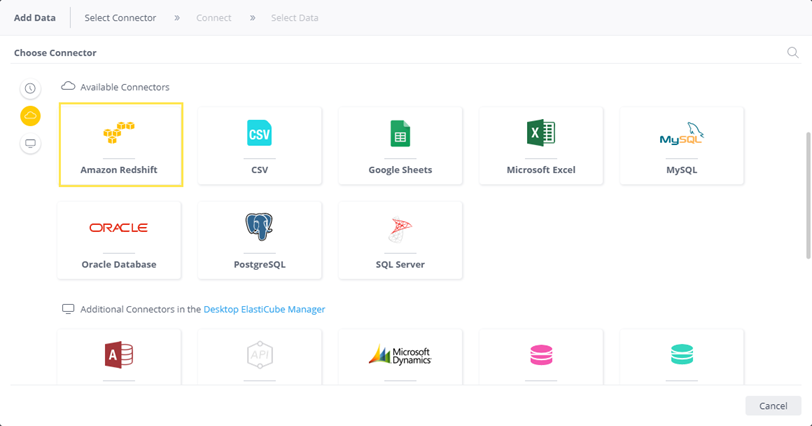 Add Data Select Connector » Connect » Select Data
Choose Connector
Available Connectors
CSV
MySQL
Amazon Redshift CSV Google Sheets Microsoft Excel MySQL
ORACLE
Oracle Database PostgreSQL SQL Server
Additional Connectors in the Desktop ElastiCube Manager
A API Microsoft Dynamics
Cancel